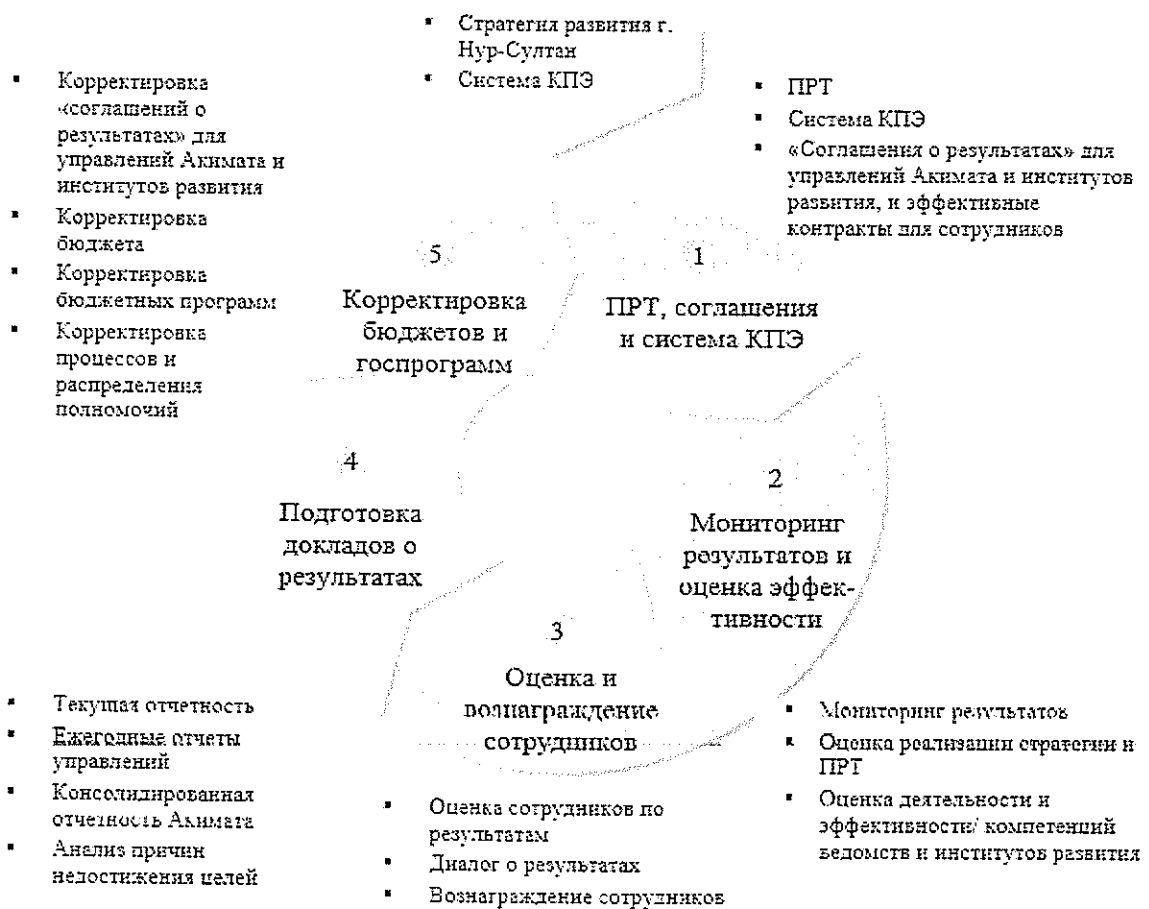 ▪ Стратегия развития г.
Нур-Султан
▪ Система КПЭ
▪ ПРТ
▪ Система КПЭ
▪ «Соглашения о результатах» для
управлений Акимата и институтов
развития, и эффективные
контракты для сотрудников
▪ Корректировка
«соглашений о
результатах» для
управлений Акимата и
институтов развития
▪ Корректировка
бюджета
▪ Корректировка
бюджетных программ
▪ Корректировка
процессов и
распределения
полномочий
5
Корректировка
бюджетов и
госпрограмм
1
ПРТ, соглашения
и система КПЭ
4
Подготовка
докладов о
результатах
2
Мониторинг
результатов и
оценка эффек-
тивности
3
Оценка и
вознаграждение
сотрудников
▪ Текущая отчетность
▪ Ежегодные отчеты
управлений
▪ Консолидированная
отчетность Акимата
▪ Анализ причин
недостижения целей
▪ Оценка сотрудников по
результатам
▪ Диалог о результатах
▪ Вознаграждение сотрудников
▪ Мониторинг результатов
▪ Оценка реализации стратегии и
ПРТ
▪ Оценка деятельности и
эффективности/ компетенций
ведомств и институтов развития